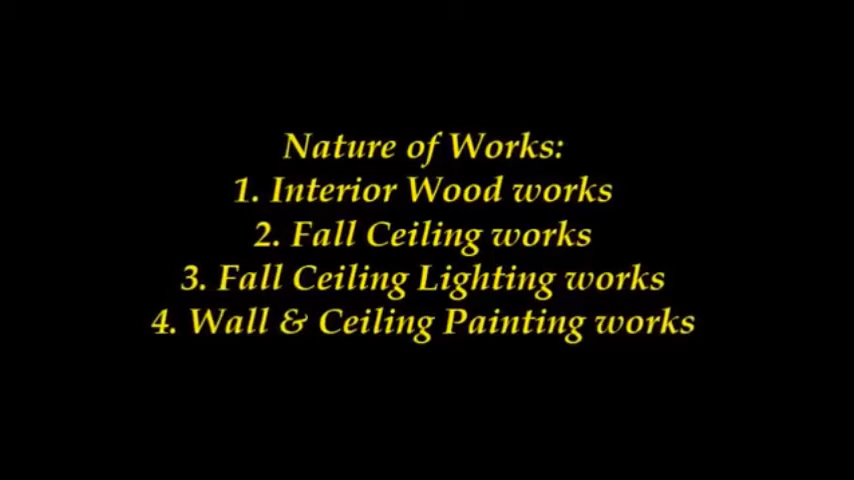 Nature of Works:
1. Interior Wood works
2. Fall Ceiling works
3. Fall Ceiling Lighting works
4. Wall & Ceiling Painting works